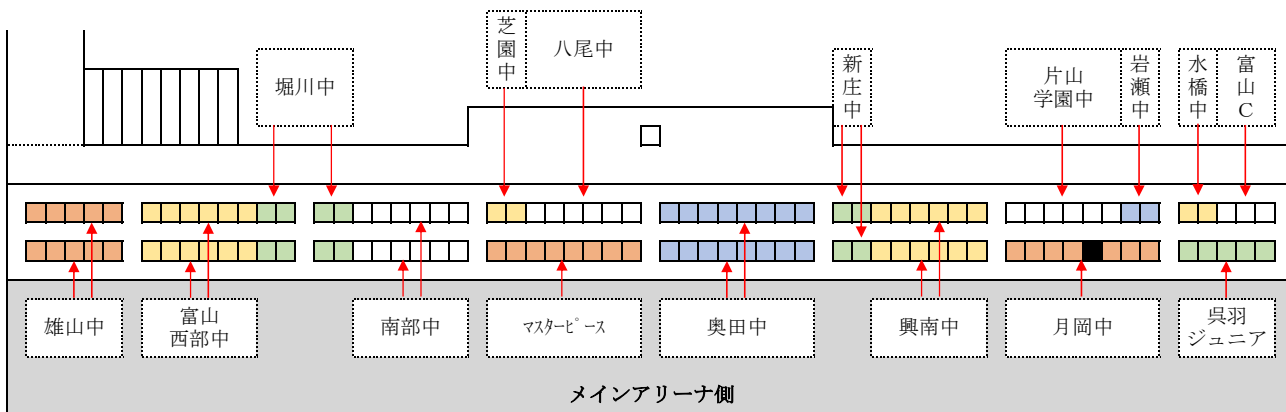 堀川中
芝園中
八尾中
新庄中
片山
学園中
岩瀬中
水橋中
富山C
雄山中
富山
西部中
南部中
ﾏｽﾀｰﾋﾟｰｽ
奥田中
興南中
月岡中
呉羽
ジュニア
メインアリーナ側